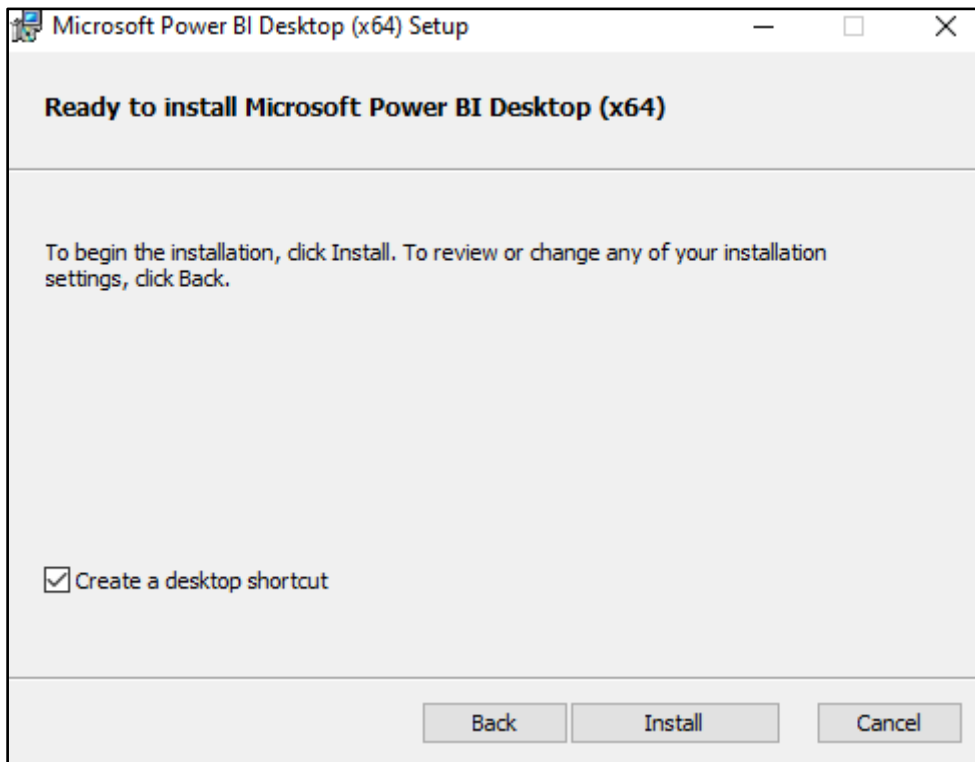 Microsoft Power BI Desktop (x64) Setup
Ready to install Microsoft Power BI Desktop (x64)
To begin the installation, click Install. To review or change any of your installation
settings, click Back.
Create a desktop shortcut
Back Install Cancel